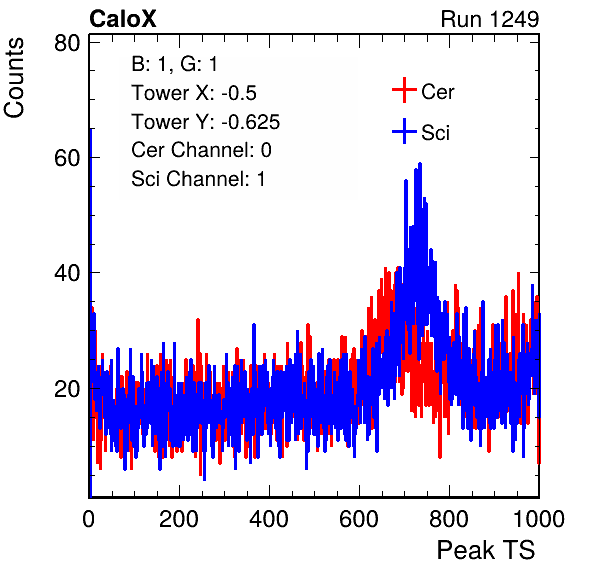 CaloX Run 1249
Counts
B: 1, G: 1
Tower X: -0.5
Tower Y: -0.625
Cer Channel: 0
Sci Channel: 1
Cer
Sci
80
60
40
20
0 200 400 600 800 1000
Peak TS